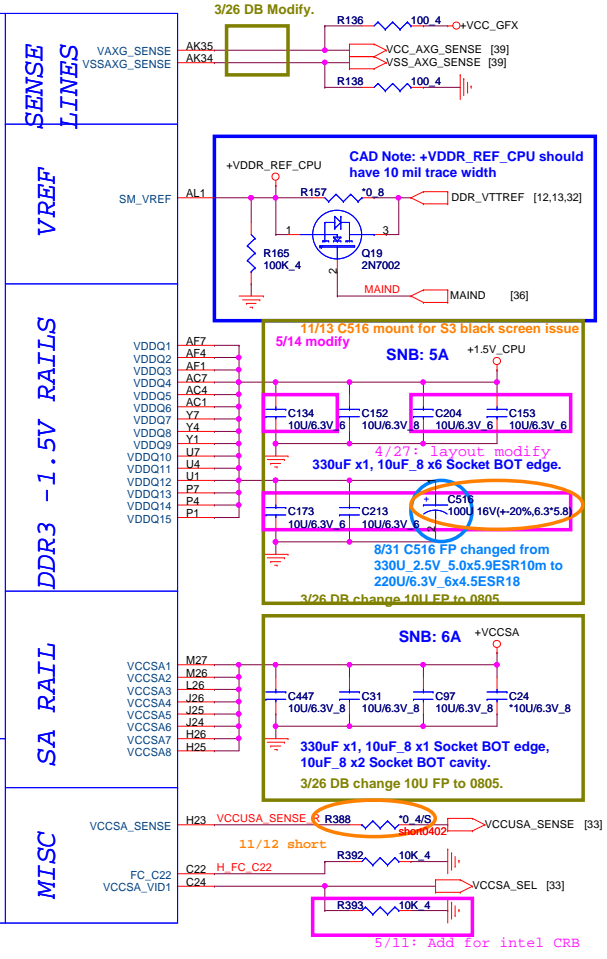 3/26 DB Modify.
R136 100_4 +VCC_GFX
VAXG_SENSE AK35 VCC_AXG_SENSE [39]
VSSAXG_SENSE AK34 VSS_AXG_SENSE [39]
R138 100_4
SENSE LINES
CAD Note: +VDDR_REF_CPU should
have 10 mil trace width
+VDDR_REF_CPU
SM_VREF AL1 R157 *0_8 DDR_VTTREF [12,13,32]
VREF
1 3
R165
100K_4
Q19
2N7002
2
MAIND MAIND [36]
11/13 C516 mount for S3 black screen issue
5/14 modify
SNB: 5A
+1.5V_CPU
DDR3 -1.5V RAILS
VDDQ1 AF7
VDDQ2 AF4
VDDQ3 AF1
VDDQ4 AC7
VDDQ5 AC4
VDDQ6 AC1
VDDQ7 Y7
VDDQ8 Y4
VDDQ9 Y1
VDDQ10 U7
VDDQ11 U4
VDDQ12 U1
VDDQ13 P7
VDDQ14 P4
VDDQ15 P1
C134 C152 C204 C153
10U/6.3V_6 10U/6.3V_8 10U/6.3V_6 10U/6.3V_6
4/27: layout modify
330uF x1, 10uF_8 x6 Socket BOT edge.
C173 C213 + C516
10U/6.3V_6 10U/6.3V_6 100U 16V(+-20%,6.3*5.8)
2
8/31 C516 FP changed from
330U_2.5V_5.0x5.9ESR10m to
220U/6.3V_6x4.5ESR18
3/26 DB change 10U FP to 0805.
SNB: 6A
+VCCSA
SA RAIL
VCCSA1 M27
VCCSA2 M26
VCCSA3 L26
VCCSA4 J26
VCCSA5 J25
VCCSA6 J24
VCCSA7 H26
VCCSA8 H25
C447 C31 C97 C24
10U/6.3V_8 10U/6.3V_8 10U/6.3V_8 *10U/6.3V_8
330uF x1, 10uF_8 x1 Socket BOT edge,
10uF_8 x2 Socket BOT cavity.
3/26 DB change 10U FP to 0805.
MISC
VCCSA_SENSE H23 VCCUSA_SENSE_R R388 *0_4/S VCCUSA_SENSE [33]
short0402
11/12 short
R392 10K_4
FC_C22 C22 H_FC_C22
VCCSA_VID1 C24 VCCSA_SEL [33]
R393 10K_4
5/11: Add for intel CRB